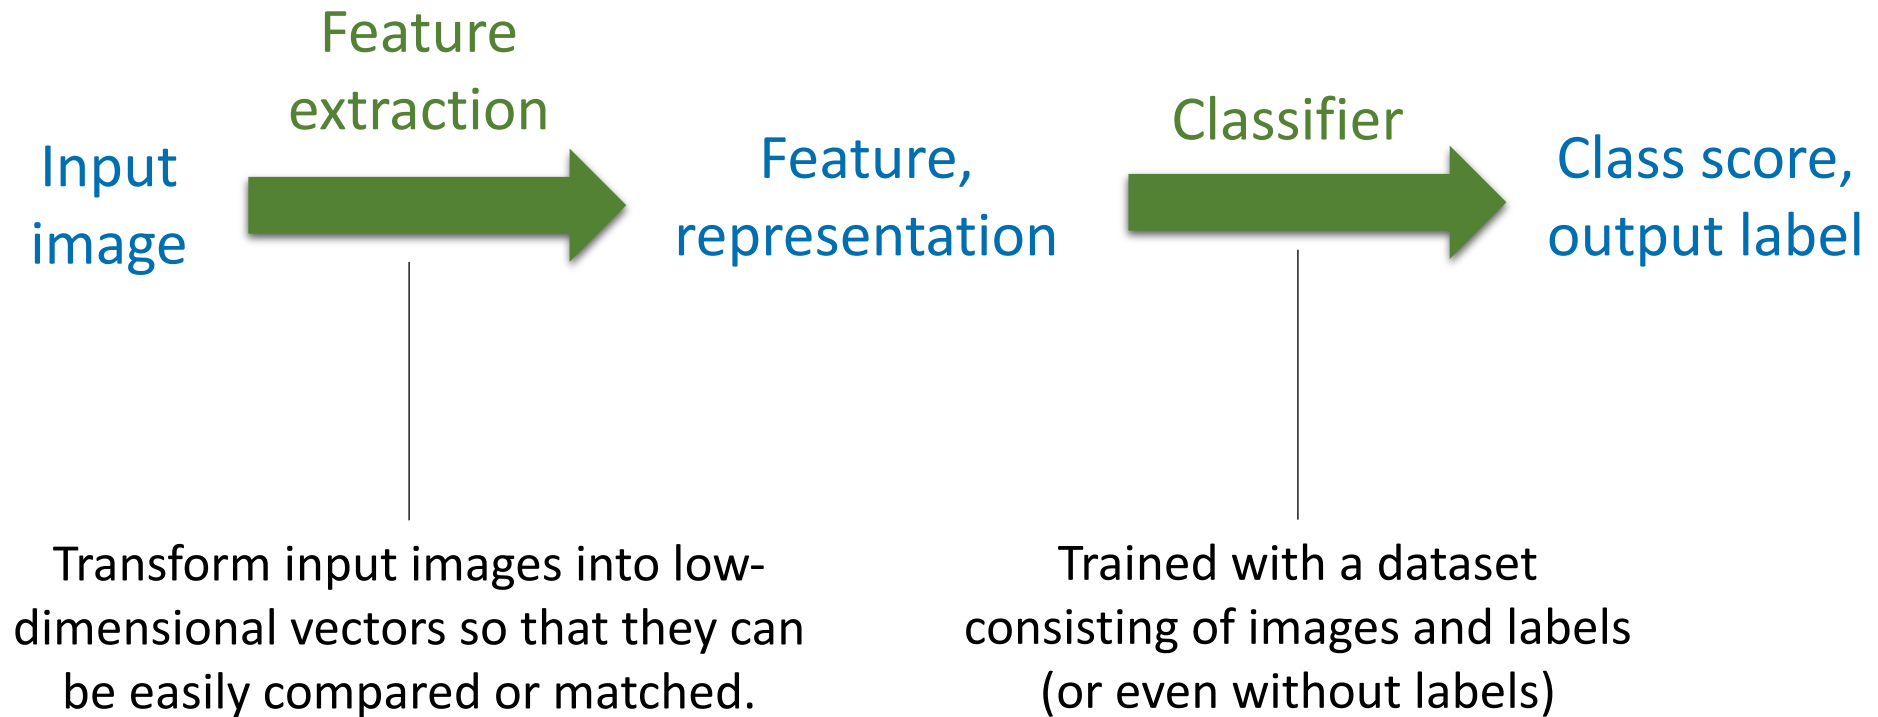 Feature
extraction
Input
image
Feature,
representation
Classifier
Class score,
output label
Transform input images into low-
dimensional vectors so that they can
be easily compared or matched.
Trained with a dataset
consisting of images and labels
(or even without labels)